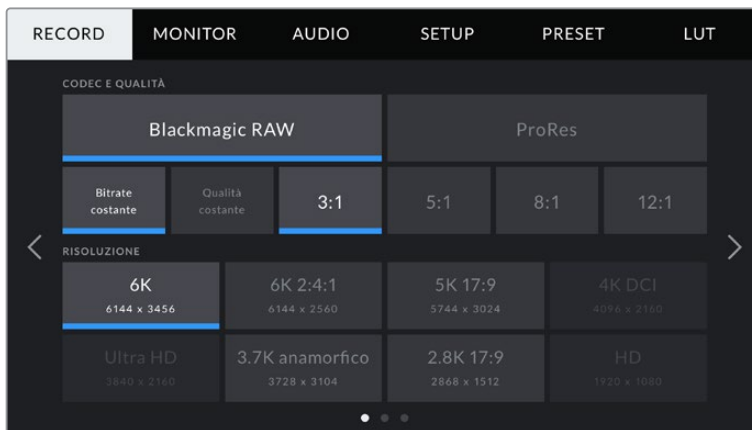 RECORD MONITOR AUDIO SETUP PRESET LUT
CODEC E QUALITÀ
Blackmagic RAW ProRes
Bitrate costante Qualità costante 3:1 5:1 8:1 12:1
RISOLUZIONE
6K 6K 2:4:1 5K 17:9 4K DCI
6144 x 3456 6144 x 2560 5744 x 3024 4096 x 2160
Ultra HD 3.7K anamorfico 2.8K 17:9 HD
3840 x 2160 3728 x 3104 2868 x 1512 1920 x 1080